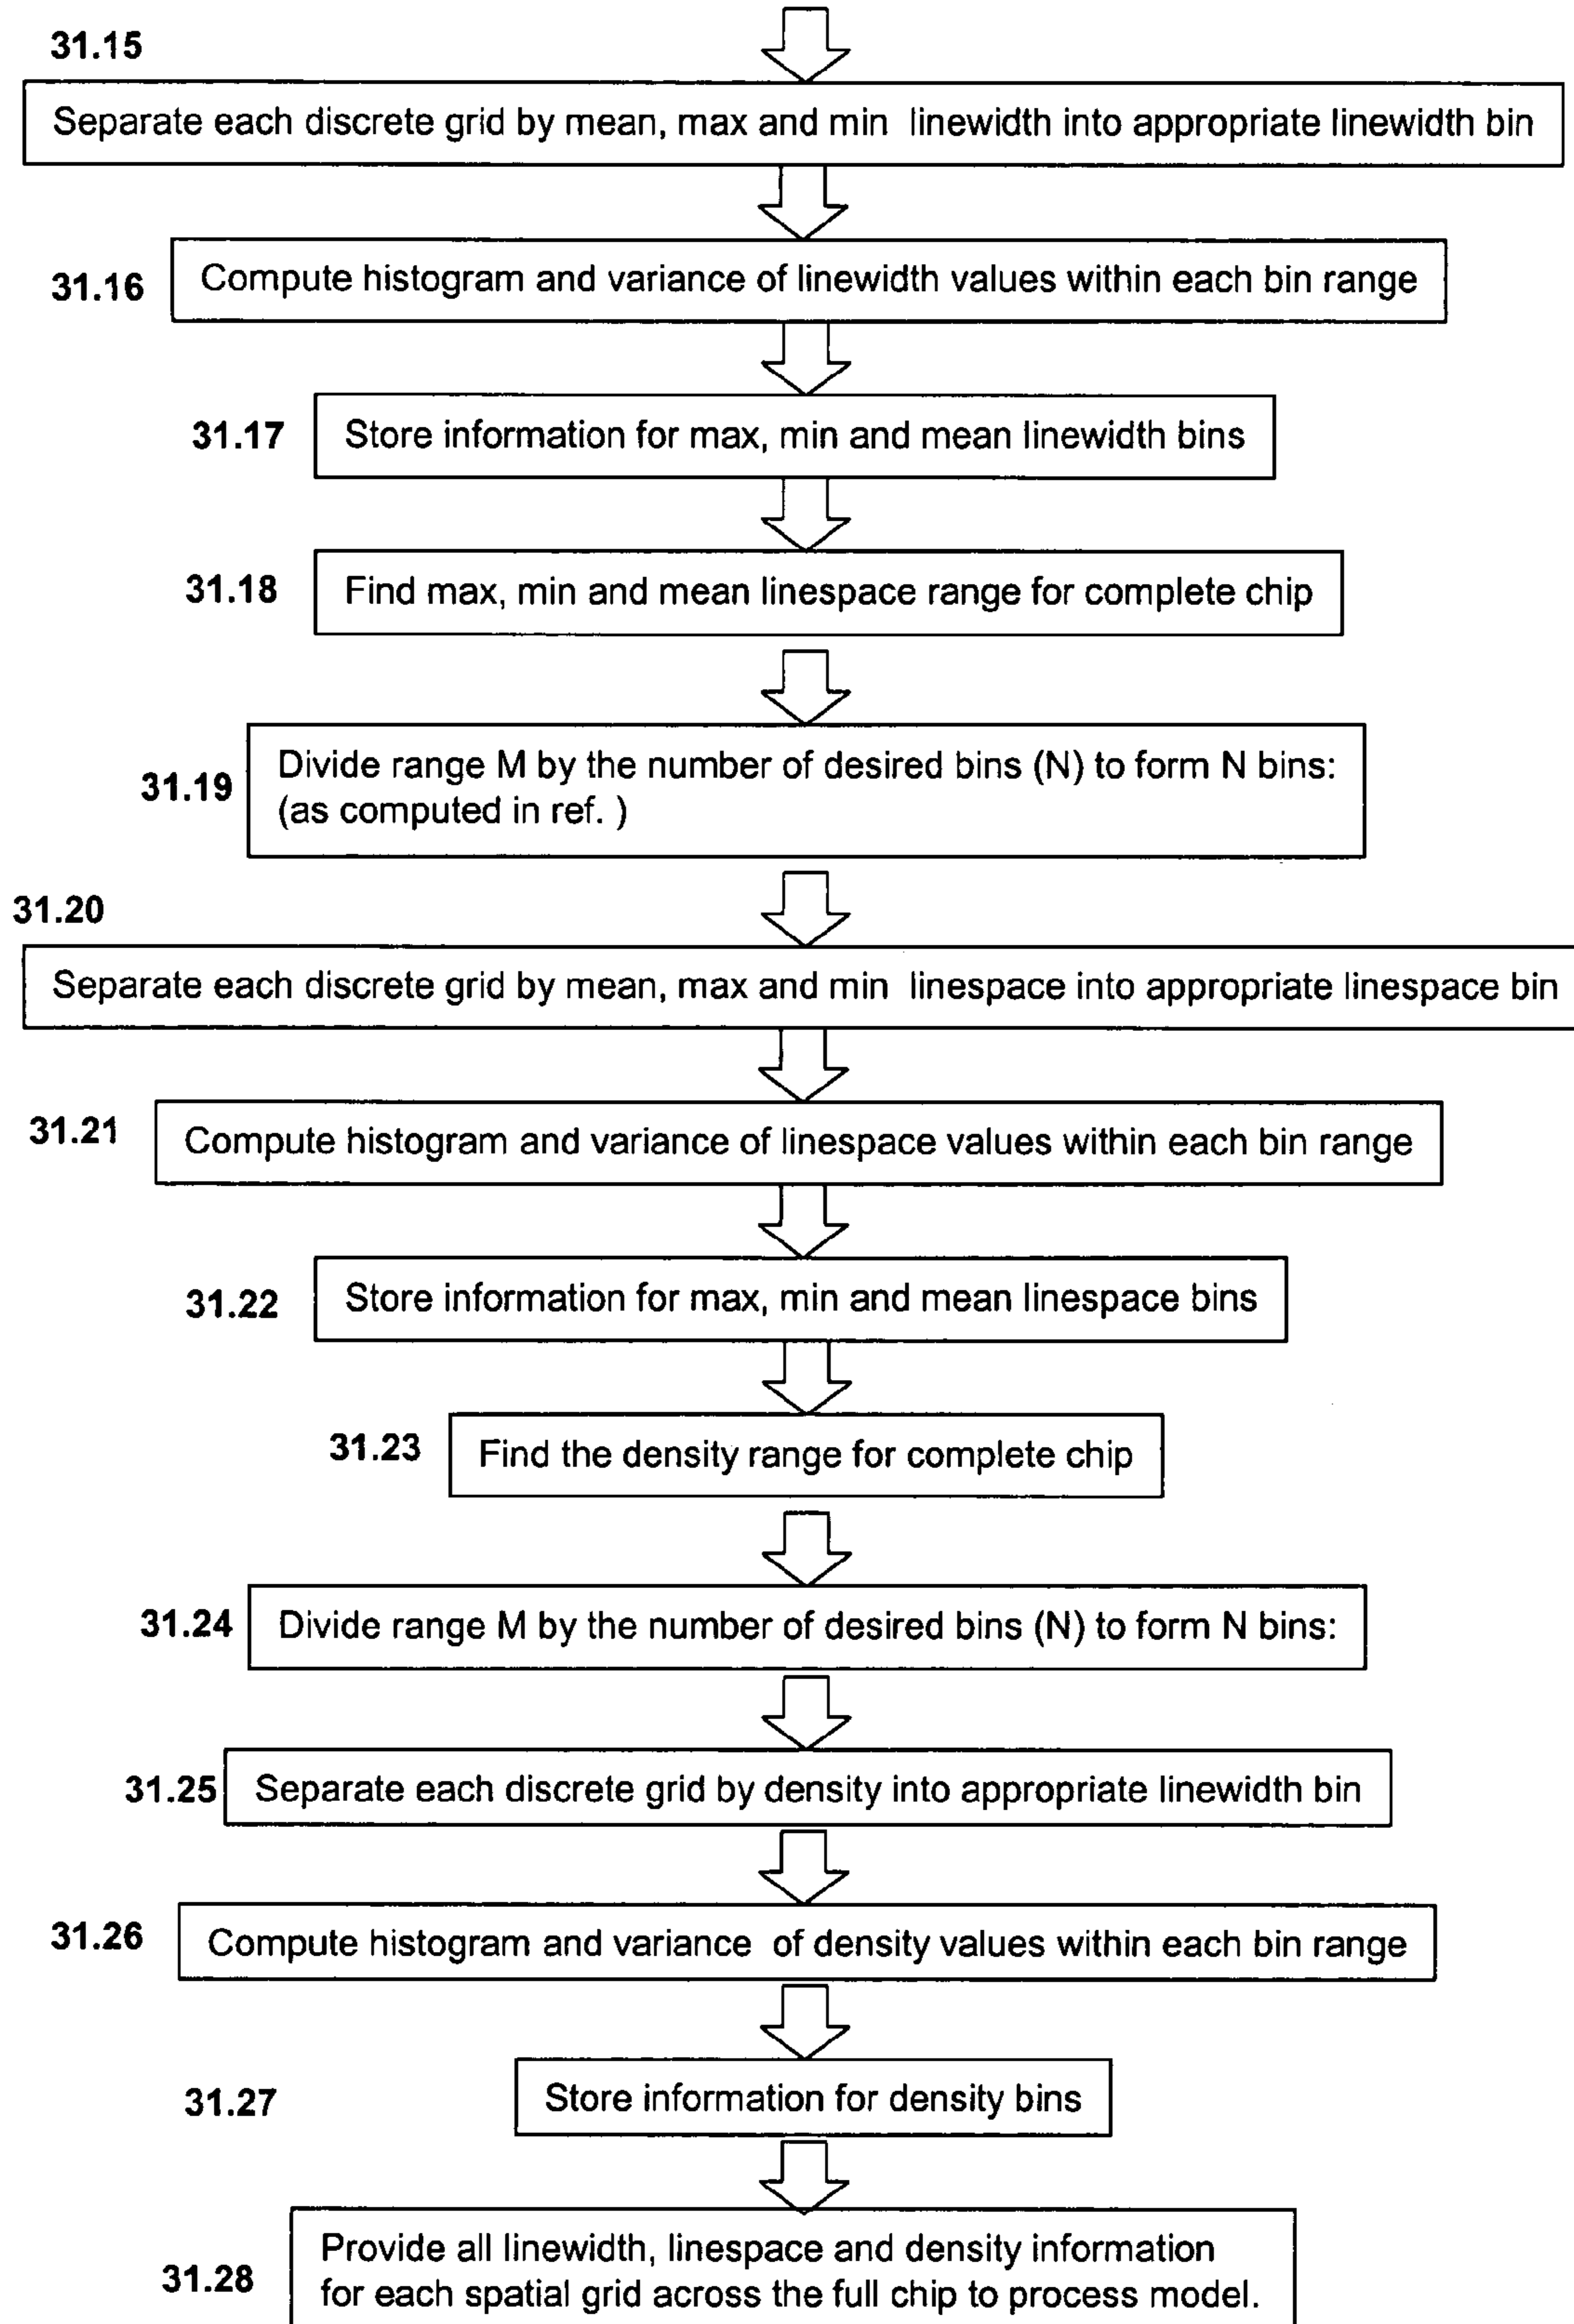 31.15
Separate each discrete grid by mean, max and min linewidth into appropriate linewidth bin
31.16
Compute histogram and variance of linewidth values within each bin range
31.17
Store information for max, min and mean linewidth bins
31.18
Find max, min and mean linespace range for complete chip
31.19
Divide range M by the number of desired bins (N) to form N bins:
(as computed in ref. )
31.20
Separate each discrete grid by mean, max and min linespace into appropriate linespace bin
31.21
Compute histogram and variance of linespace values within each bin range
31.22
Store information for max, min and mean linespace bins
31.23
Find the density range for complete chip
31.24
Divide range M by the number of desired bins (N) to form N bins:
31.25
Separate each discrete grid by density into appropriate linewidth bin
31.26
Compute histogram and variance of density values within each bin range
31.27
Store information for density bins
31.28
Provide all linewidth, linespace and density information
for each spatial grid across the full chip to process model.